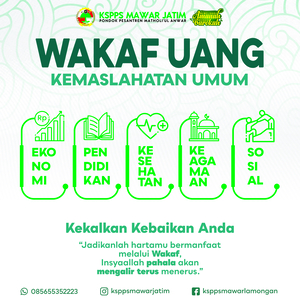 KSPPS MAWAR JATIM
PONDOK PESANTREN MATHOLI'UL ANWAR
WAKAF UANG
KEMASLAHATAN UMUM
Rp
EKO
NO
MI
PEN
DIDI
KAN
KE
SE
HA
TAN
KE
AGA
MA
AN
SO
SI
AL
Kekalkan Kebaikan Anda
"Jadikanlah hartamu bermanfaat
melalui Wakaf,
Insyaallah pahala akan
mengalir terus menerus."
085655352223
ksppsmawarjatim
ksppsmawarlamongan